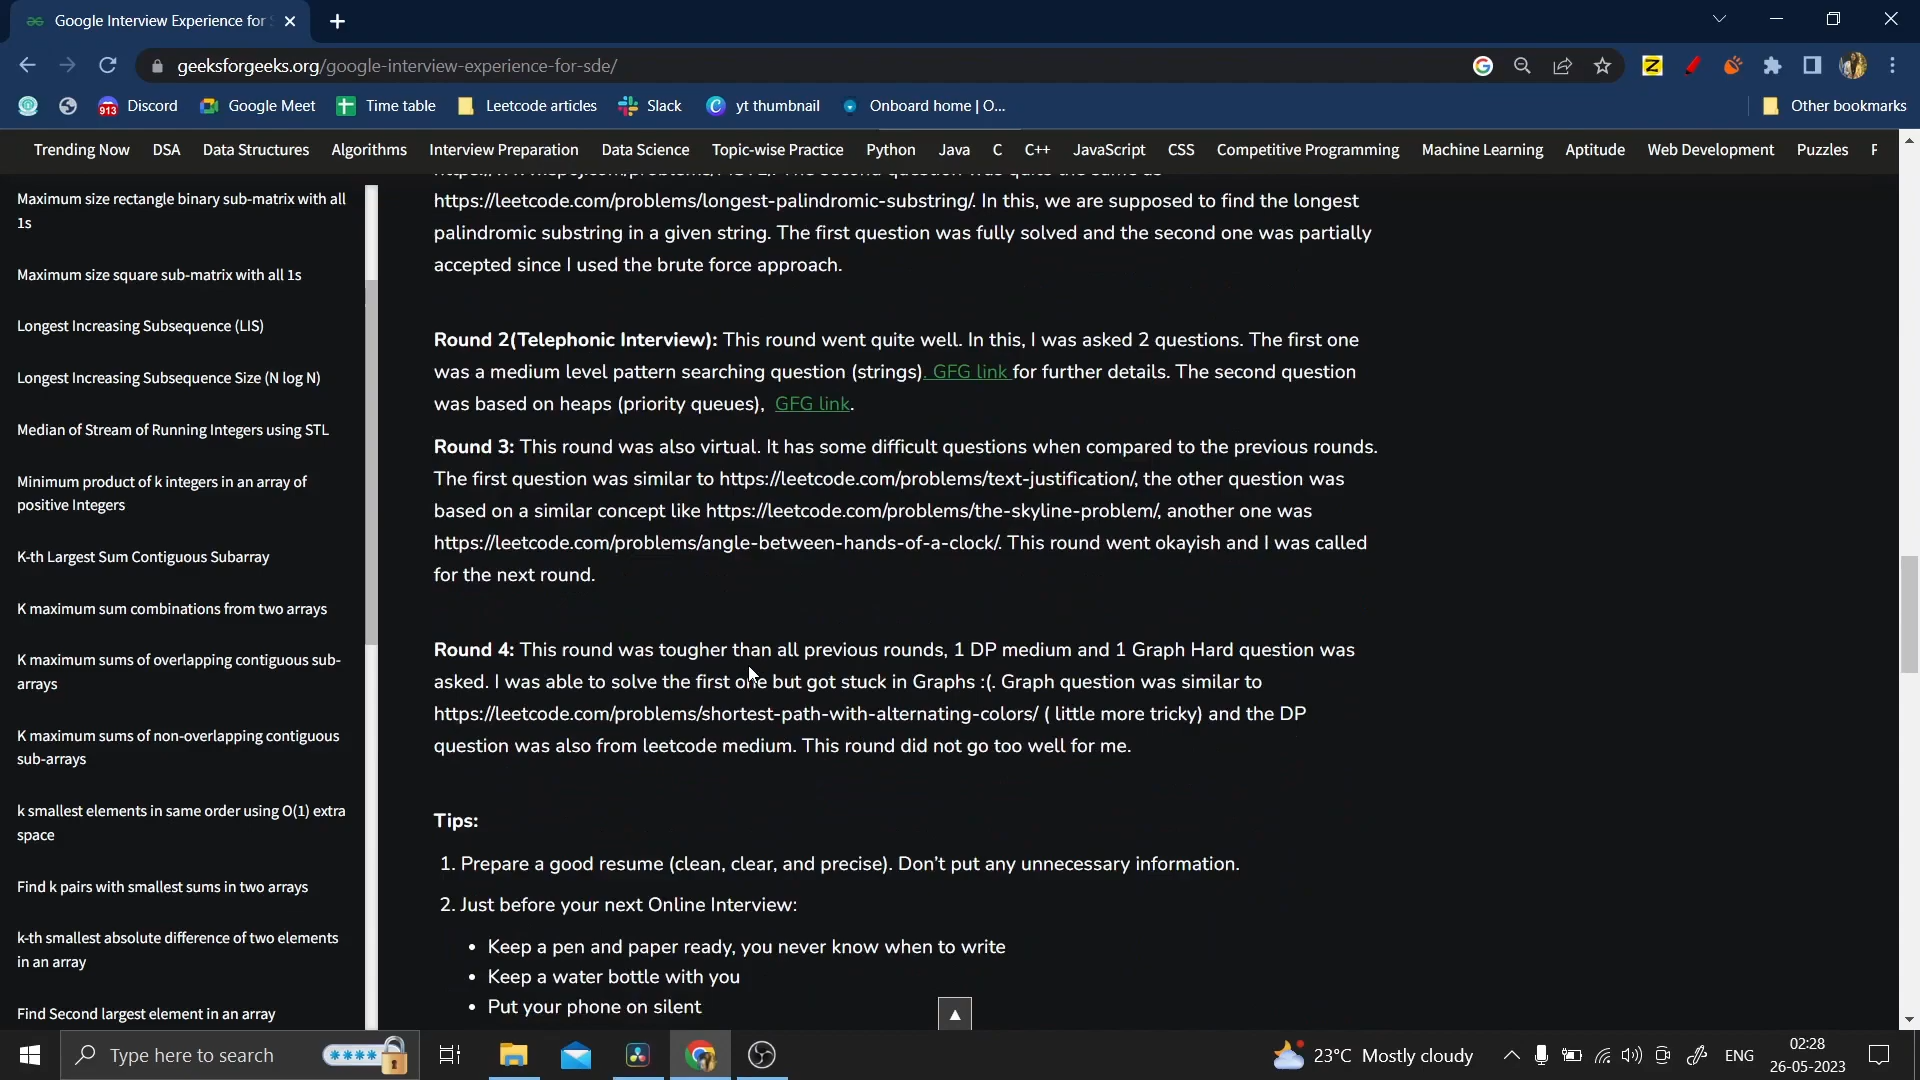 Google Interview Experience for
geeksforgeeks.org/google-interview-experience-for-sde/
913 Discord Google Meet Time table Leetcode articles Slack yt thumbnail Onboard home | O... Other bookmarks
Trending Now DSA Data Structures Algorithms Interview Preparation Data Science Topic-wise Practice Python Java C C++ JavaScript CSS Competitive Programming Machine Learning Aptitude Web Development Puzzles
Maximum size rectangle binary sub-matrix with all
1s
Maximum size square sub-matrix with all 1s
Longest Increasing Subsequence (LIS)
Longest Increasing Subsequence Size (N log N)
Median of Stream of Running Integers using STL
Minimum product of k integers in an array of
positive Integers
K-th Largest Sum Contiguous Subarray
K maximum sum combinations from two arrays
K maximum sums of overlapping contiguous sub-
arrays
K maximum sums of non-overlapping contiguous
sub-arrays
k smallest elements in same order using O(1) extra
space
Find k pairs with smallest sums in two arrays
k-th smallest absolute difference of two elements
in an array
Find Second largest element in an array
https://leetcode.com/problems/longest-palindromic-substring/. In this, we are supposed to find the longest
palindromic substring in a given string. The first question was fully solved and the second one was partially
accepted since I used the brute force approach.
Round 2(Telephonic Interview): This round went quite well. In this, I was asked 2 questions. The first one
was a medium level pattern searching question (strings). GFG link for further details. The second question
was based on heaps (priority queues), GFG link.
Round 3: This round was also virtual. It has some difficult questions when compared to the previous rounds.
The first question was similar to https://leetcode.com/problems/text-justification/, the other question was
based on a similar concept like https://leetcode.com/problems/the-skyline-problem/, another one was
https://leetcode.com/problems/angle-between-hands-of-a-clock/. This round went okayish and I was called
for the next round.
Round 4: This round was tougher than all previous rounds, 1 DP medium and 1 Graph Hard question was
asked. I was able to solve the first one but got stuck in Graphs :(. Graph question was similar to
https://leetcode.com/problems/shortest-path-with-alternating-colors/ ( little more tricky) and the DP
question was also from leetcode medium. This round did not go too well for me.
Tips:
1. Prepare a good resume (clean, clear, and precise). Don't put any unnecessary information.
2. Just before your next Online Interview:
• Keep a pen and paper ready, you never know when to write
• Keep a water bottle with you
• Put your phone on silent
Type here to search
23°C Mostly cloudy
ENG
02:28
26-05-2023